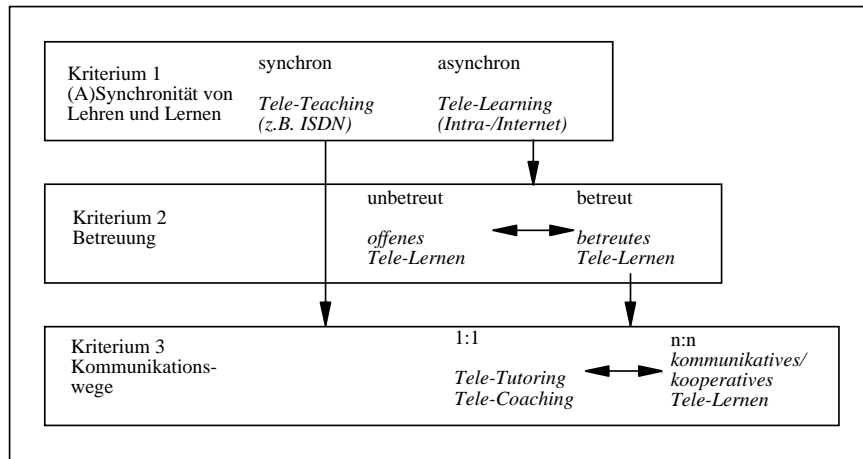 Kriterium 1
(A)Synchronität von
Lehren und Lernen
synchron
Tele-Teaching
(z.B. ISDN)
asynchron
Tele-Learning
(Intra-/Internet)
Kriterium 2
Betreuung
unbetreut
offenes
Tele-Lernen
betreut
betreutes
Tele-Lernen
Kriterium 3
Kommunikations-
wege
1:1
Tele-Tutoring
Tele-Coaching
n:n
kommunikatives/
kooperatives
Tele-Lernen